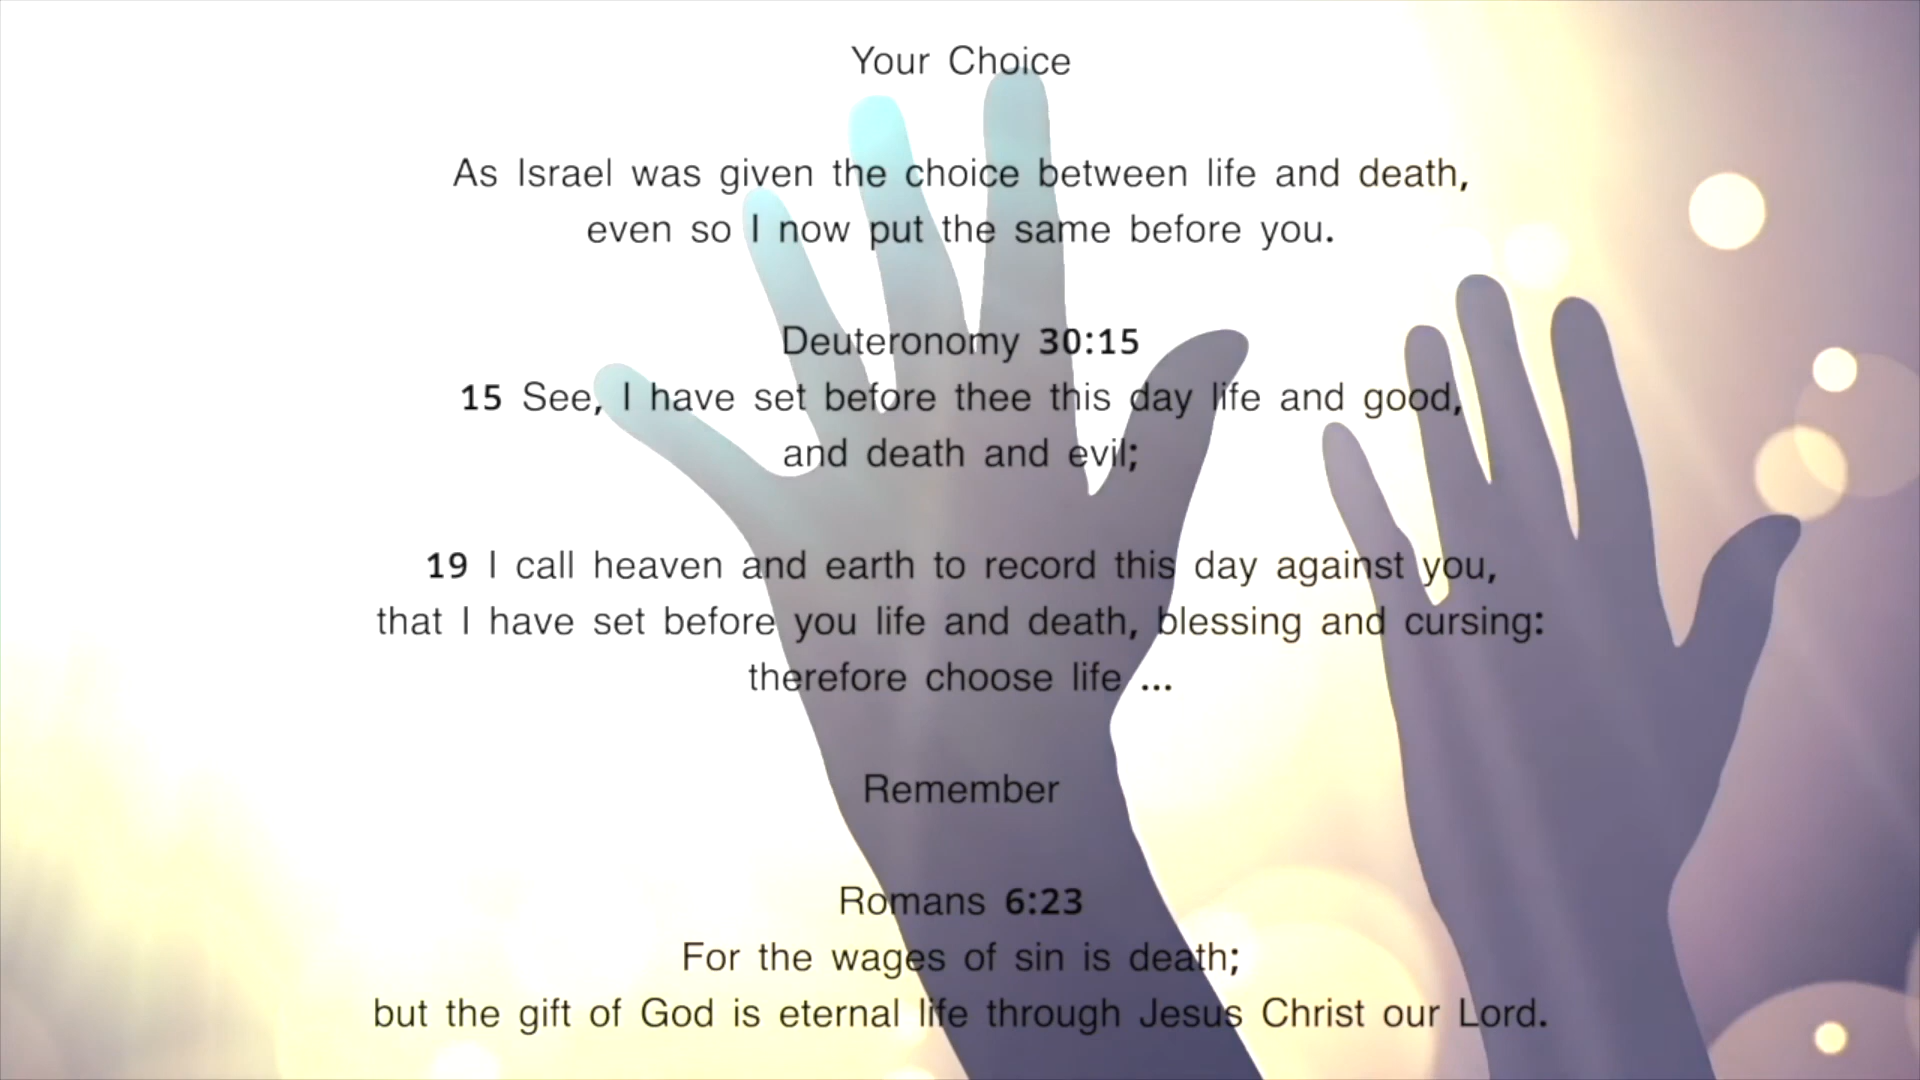 Your Choice
As Israel was given the choice between life and death,
even so I now put the same before you.
Deuteronomy 30:15
15 See, I have set before thee this day life and good,
and death and evil;
19 I call heaven and earth to record this day against you,
that I have set before you life and death, blessing and cursing:
therefore choose life ...
Remember
Romans 6:23
For the wages of sin is death;
but the gift of God is eternal life through Jesus Christ our Lord.